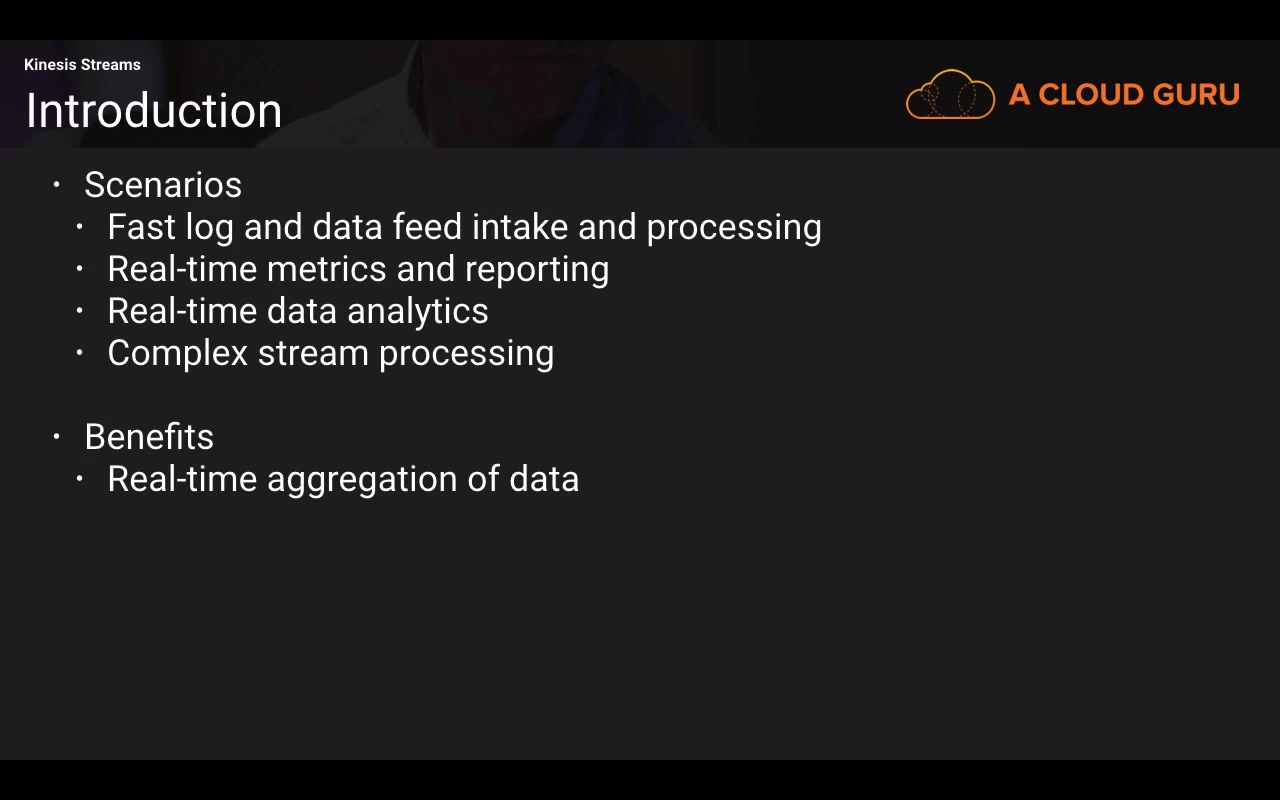 Kinesis Streams
Introduction
A CLOUD GURU
• Scenarios
• Fast log and data feed intake and processing
• Real-time metrics and reporting
• Real-time data analytics
• Complex stream processing
• Benefits
• Real-time aggregation of data